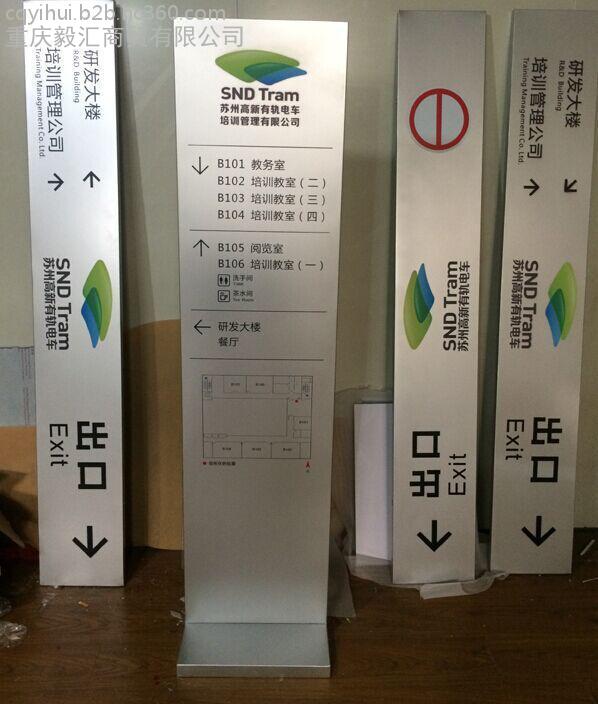 cqyihui.b2b.hc360.com
重庆毅汇商贸有限公司
研发大楼
R&D Building
培训管理公司
Training Management Co. Ltd.
SND Tram
苏州高新有轨电车
出口
Exit
SND Tram
苏州高新有轨电车
培训管理有限公司
B101 教务室
B102 培训教室（二）
B103 培训教室（三）
B104 培训教室（四）
B105 阅览室
B106 培训教室（一）
洗手间
茶水间
研发大楼
餐厅
SND Tram
苏州高新有轨电车
出口
Exit
研发大楼
R&D Building
培训管理公司
Training Management Co. Ltd.
SND Tram
苏州高新有轨电车
出口
Exit